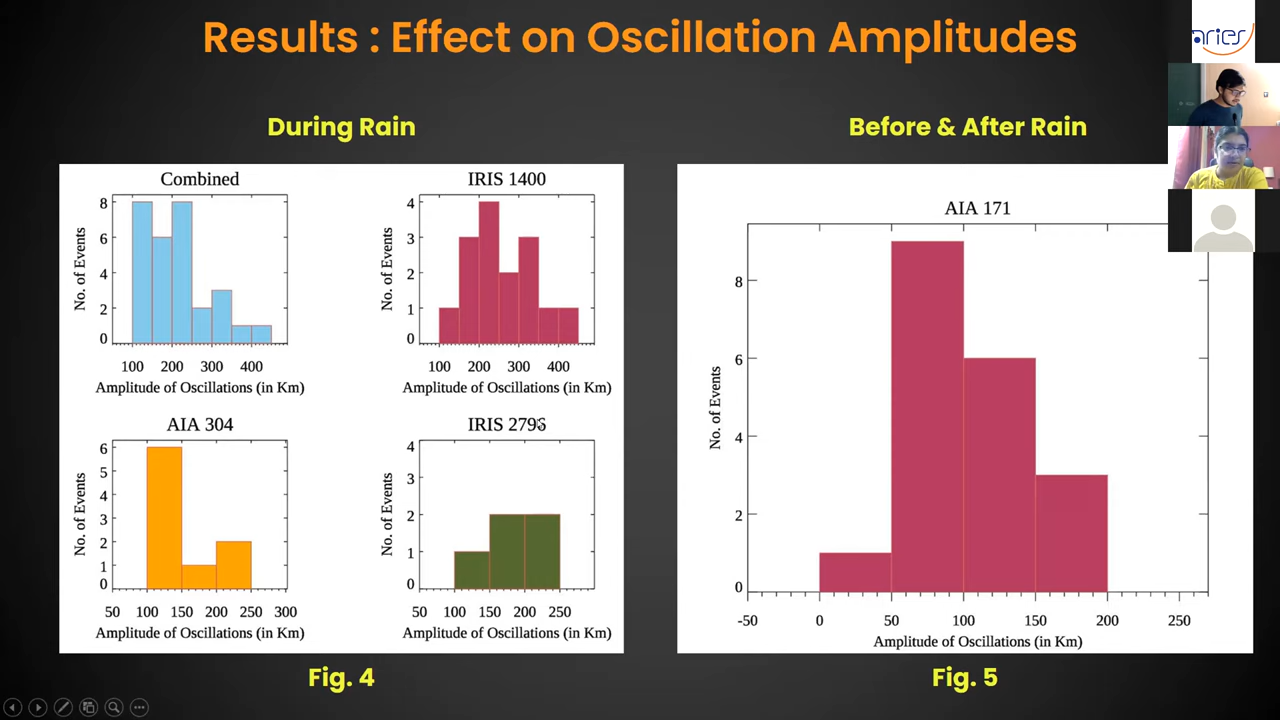 Results : Effect on Oscillation Amplitudes
aries
During Rain
Before & After Rain
Combined
No. of Events
8
6
4
2
0
100 200 300 400
Amplitude of Oscillations (in Km)
IRIS 1400
No. of Events
4
3
2
1
0
100 200 300 400
Amplitude of Oscillations (in Km)
AIA 304
No. of Events
6
5
4
3
2
1
0
50 100 150 200 250 300
Amplitude of Oscillations (in Km)
IRIS 2796
No. of Events
4
3
2
1
0
50 100 150 200 250
Amplitude of Oscillations (in Km)
Fig. 4
AIA 171
No. of Events
8
6
4
2
0
-50 0 50 100 150 200 250
Amplitude of Oscillations (in Km)
Fig. 5